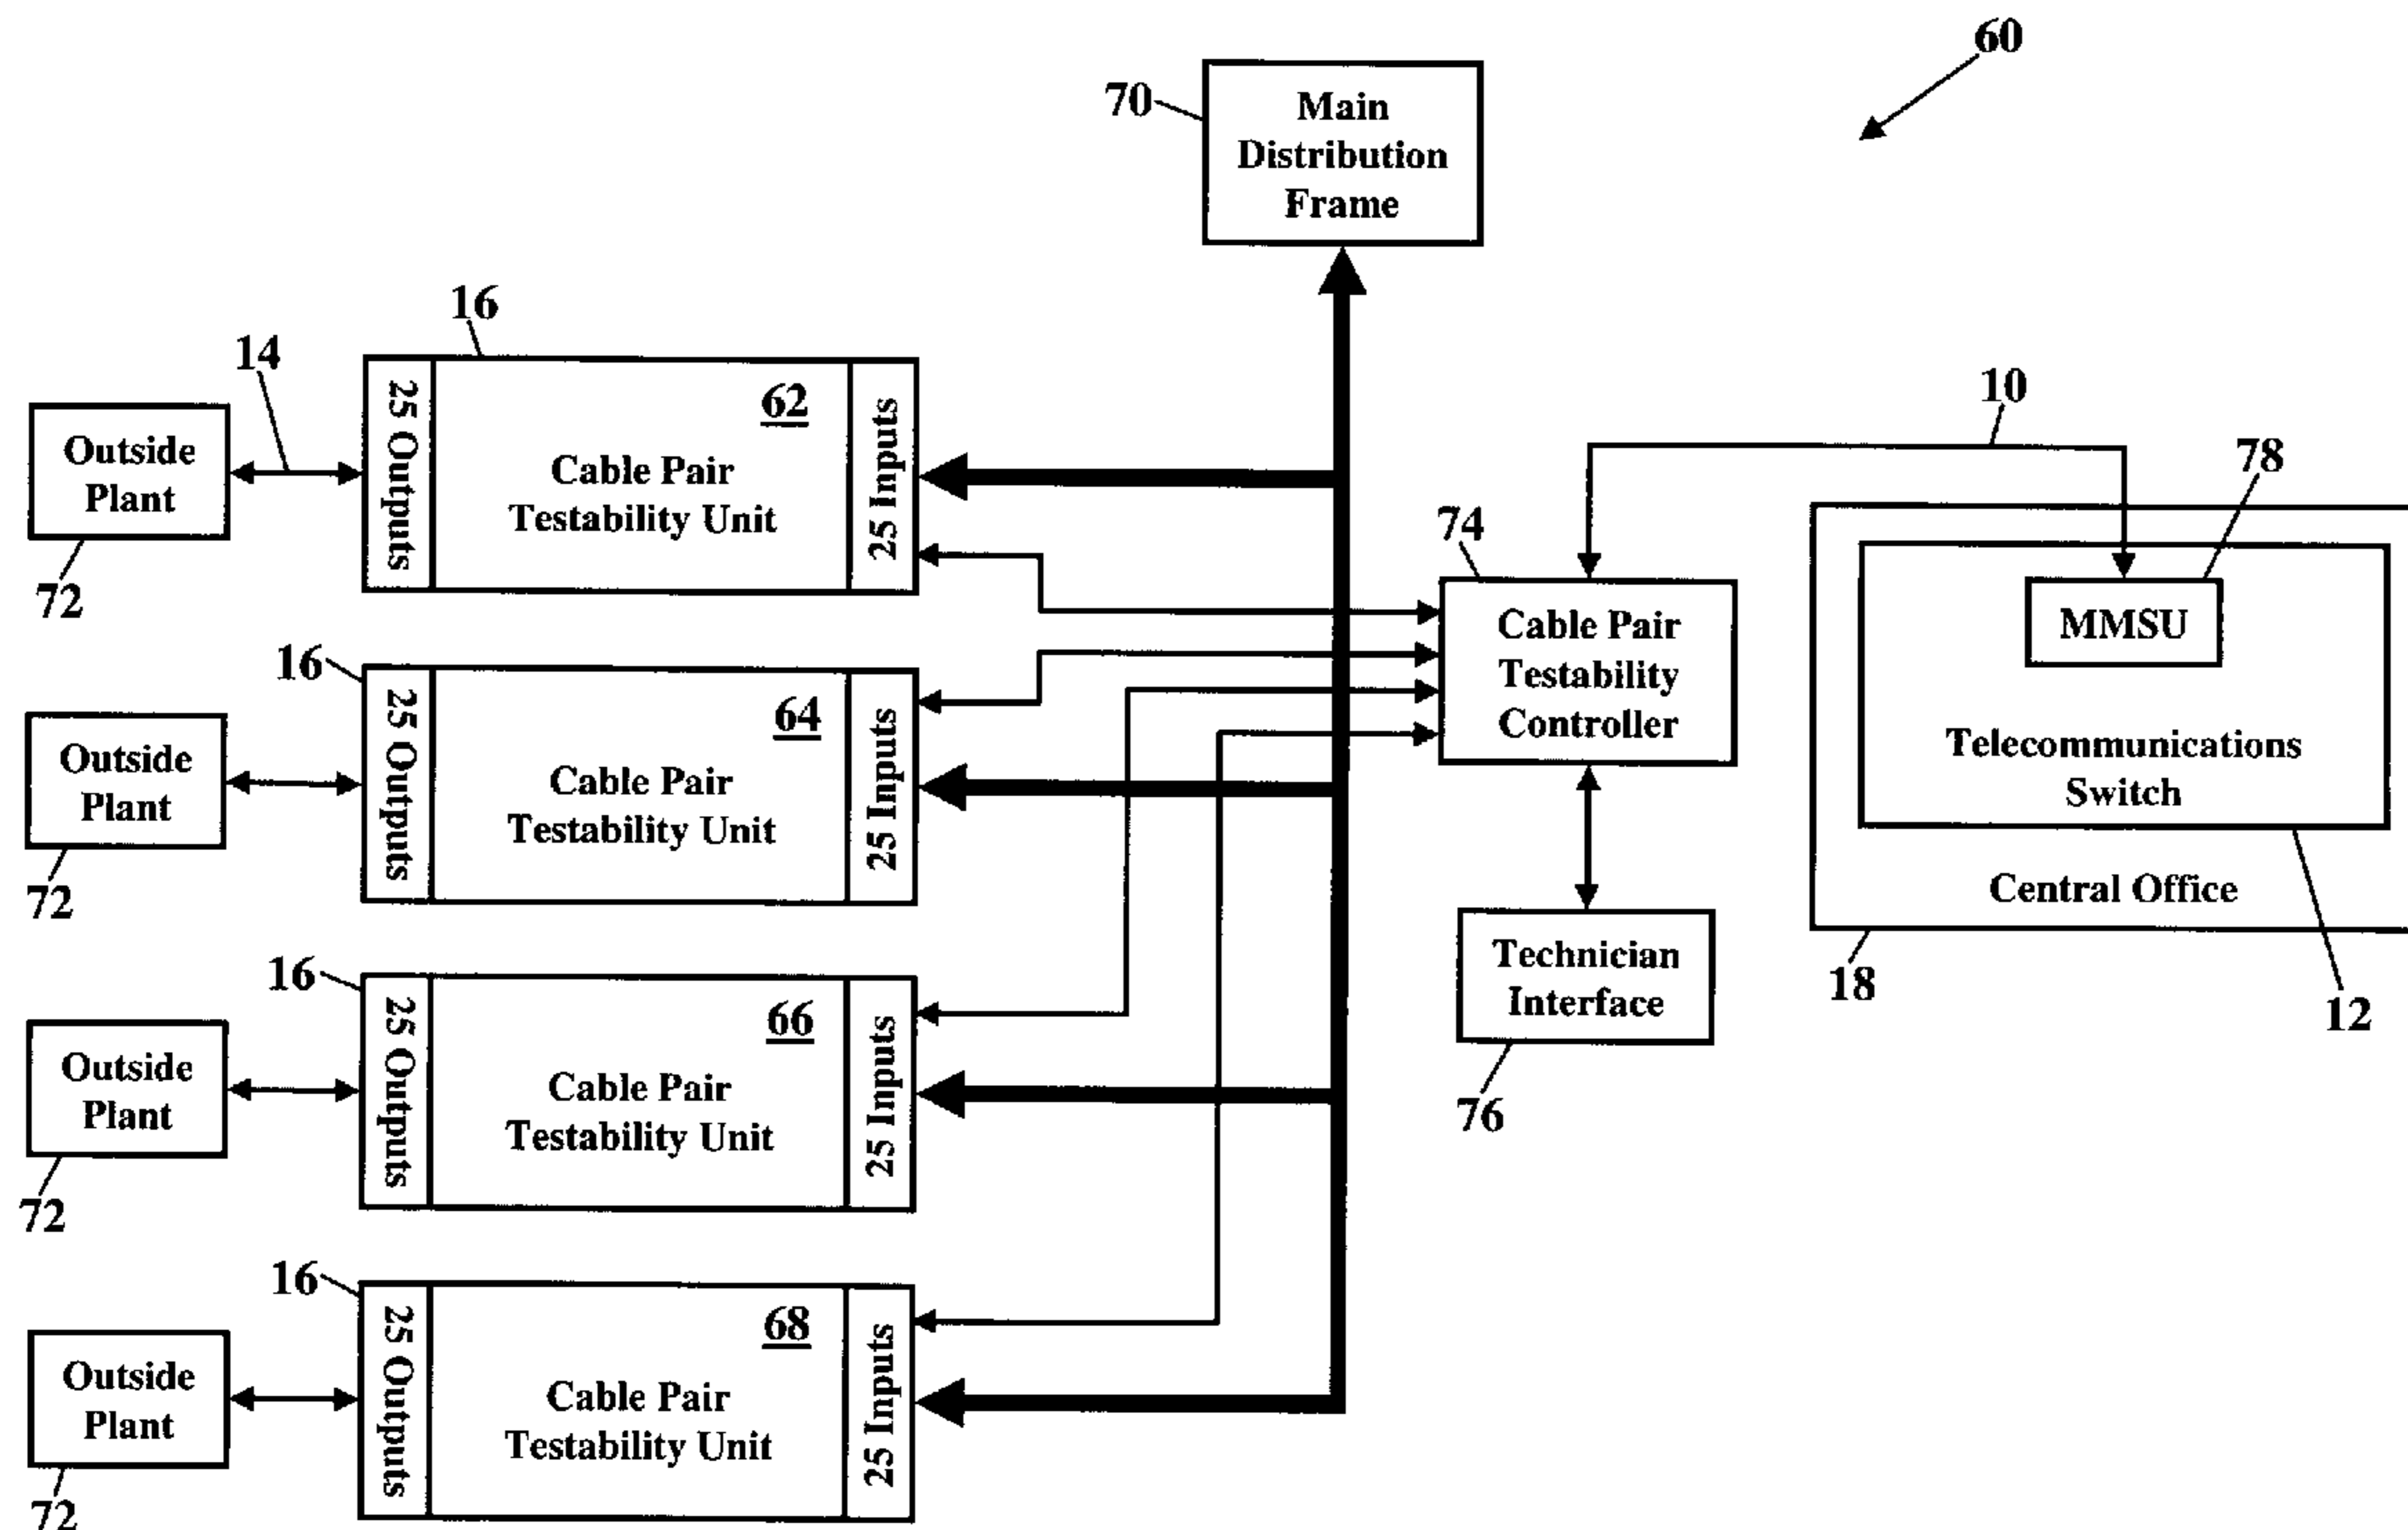 60
70
Main
Distribution
Frame
16
14
62
25 Outputs
Cable Pair
Testability Unit
25 Inputs
Outside
Plant
72
10
78
74
Cable Pair
Testability
Controller
MMSU
Telecommunications
Switch
Central Office
18
12
16
64
25 Outputs
Cable Pair
Testability Unit
25 Inputs
Outside
Plant
72
Technician
Interface
76
16
66
25 Outputs
Cable Pair
Testability Unit
25 Inputs
Outside
Plant
72
16
68
25 Outputs
Cable Pair
Testability Unit
25 Inputs
Outside
Plant
72